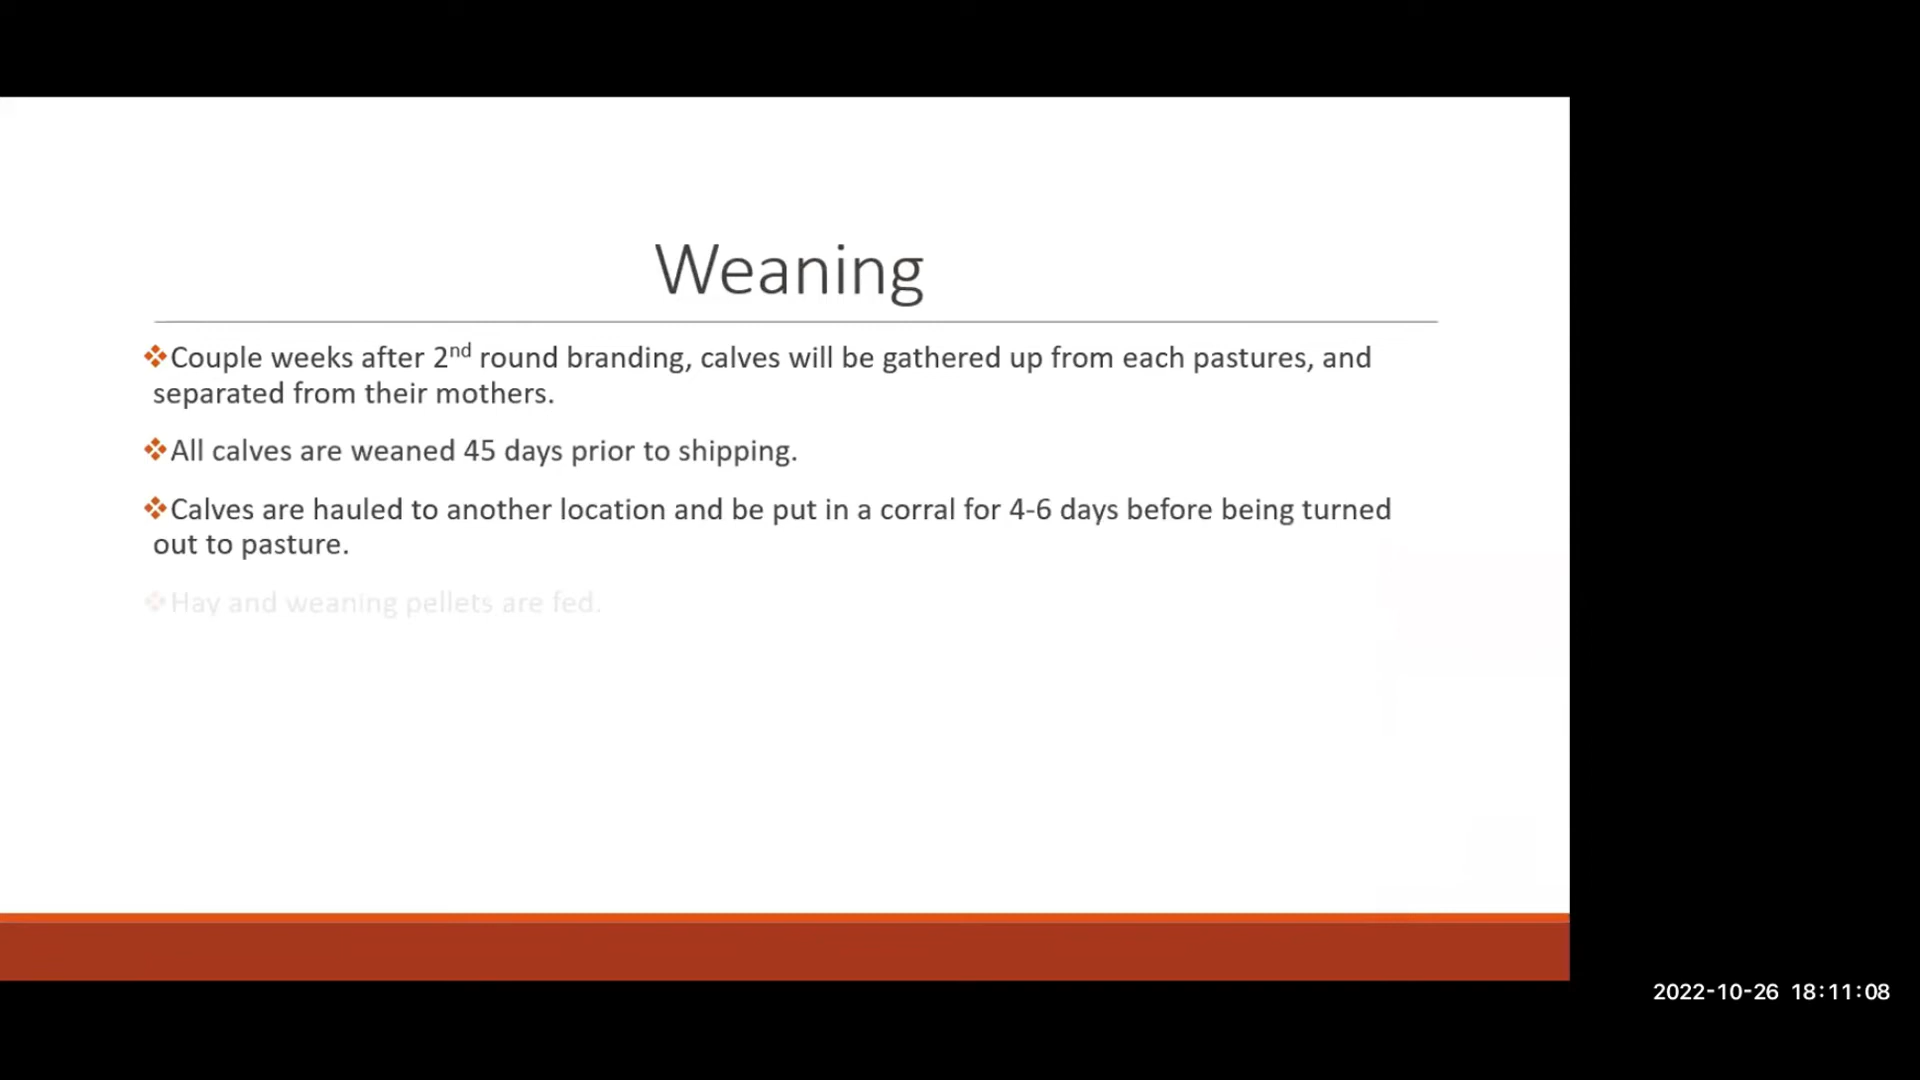 Weaning
❖Couple weeks after 2nd round branding, calves will be gathered up from each pastures, and
separated from their mothers.
❖All calves are weaned 45 days prior to shipping.
❖Calves are hauled to another location and be put in a corral for 4-6 days before being turned
out to pasture.
❖Hay and weaning pellets are fed.
2022-10-26 18:11:08